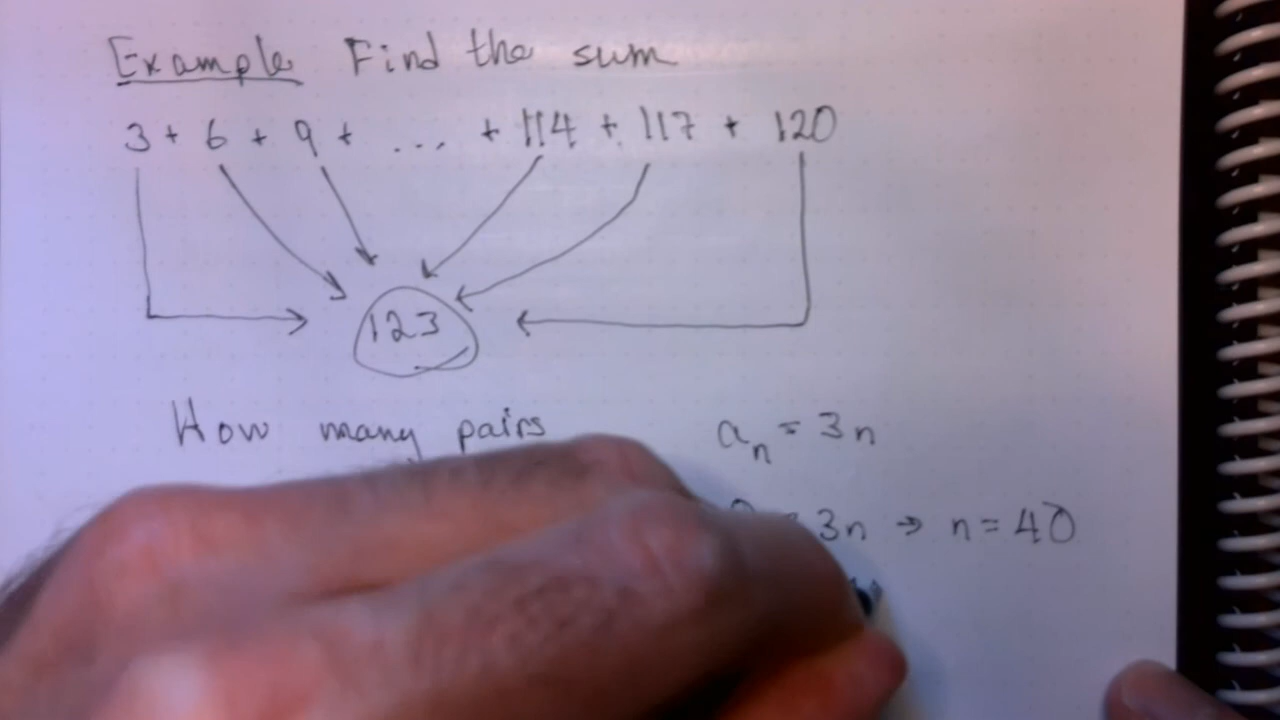 Example Find the sum
3 + 6 + 9 + ... + 114 + 117 + 120
123
How many pairs
aₙ = 3n
= 3n → n = 40